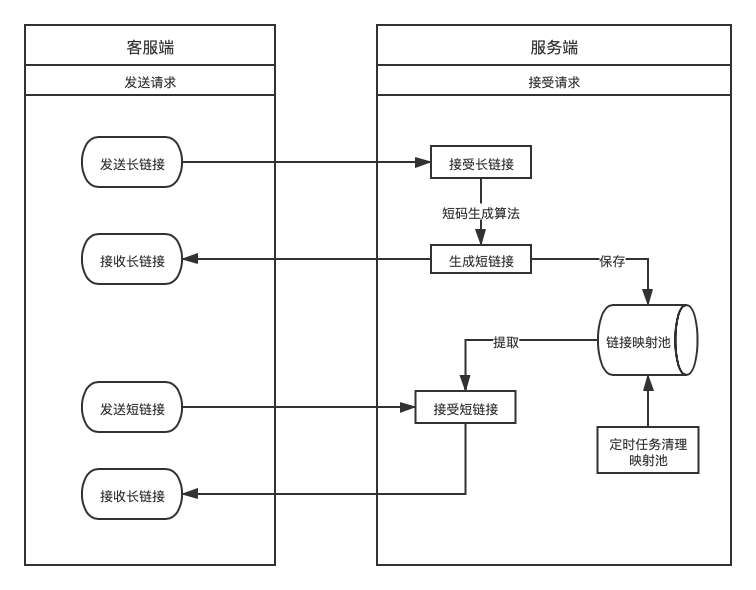 客服端
服务端
发送请求
接受请求
发送长链接
接受长链接
短码生成算法
接收长链接
生成短链接
保存
提取
链接映射池
发送短链接
接受短链接
定时任务清理
映射池
接收长链接